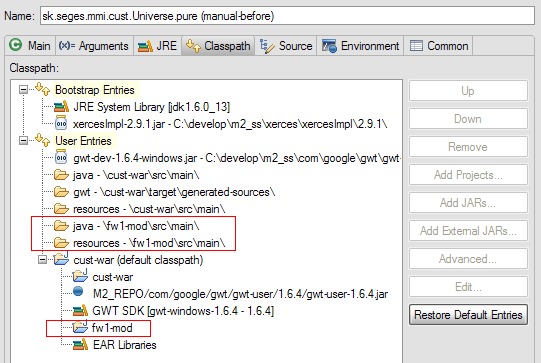 Name: sk.seges.mmi.cust.Universe.pure (manual-before)
Main Arguments JRE Classpath Source Environment Common
Classpath:
Bootstrap Entries
JRE System Library [jdk1.6.0_13]
xercesImpl-2.9.1.jar - C:\develop\m2_ss\xerces\xercesImpl\2.9.1\
User Entries
gwt-dev-1.6.4-windows.jar - C:\develop\m2_ss\com\google\gwt\gwt-
java - \cust-war\src\main\
gwt - \cust-war\target\generated-sources\
resources - \cust-war\src\main\
java - \fw1-mod\src\main\
resources - \fw1-mod\src\main\
cust-war (default classpath)
cust-war
M2_REPO/com/google/gwt/gwt-user/1.6.4/gwt-user-1.6.4.jar
GWT SDK [gwt-windows-1.6.4 - 1.6.4]
fw1-mod
EAR Libraries
Up
Down
Remove
Add Projects...
Add JARs...
Add External JARs...
Advanced...
Edit...
Restore Default Entries